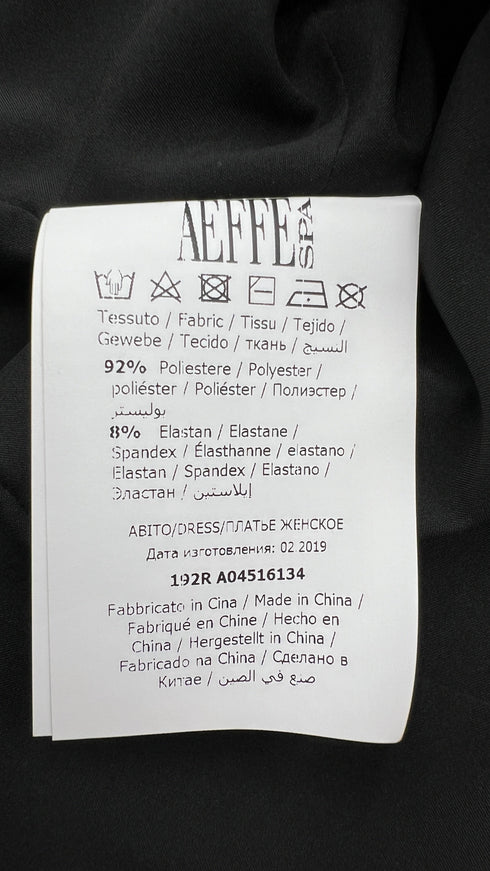 AEFFE SPA
Tessuto / Fabric / Tissu / Tejido /
Gewebe / Tecido / ткань / النسيج
92% Poliestere / Polyester /
poliéster / Poliéster / Полиэстер /
بوليستر
8% Elastan / Elastane /
Spandex / Élasthanne / elastano /
Elastan / Spandex / Elastano /
Эластан / إيلاستين
ABITO/DRESS/ПЛАТЬЕ ЖЕНСКОЕ
Дата изготовления: 02.2019
192R A04516134
Fabbricato in Cina / Made in China /
Fabriqué en Chine / Hecho en
China / Hergestellt in China /
Fabricado na China / Сделано в
Китае / صنع في الصين